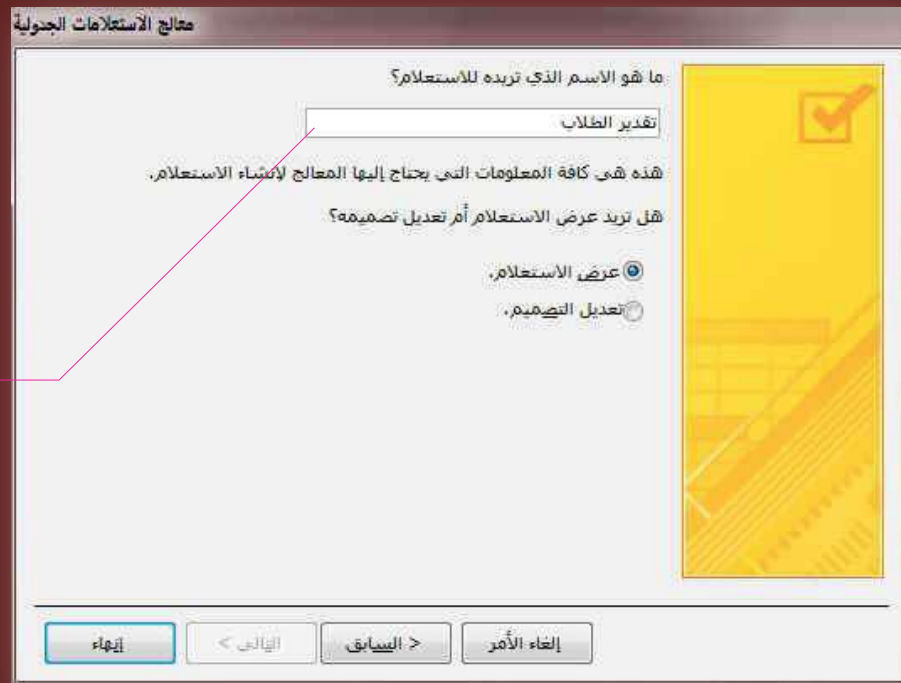 معالج الاستعلامات الجدولية
ما هو الاسم الذي تريده للاستعلام؟
تقدير الطلاب
هذه هي كافة المعلومات التي يحتاج إليها المعالج لإنشاء الاستعلام.
هل تريد عرض الاستعلام أم تعديل تصميمه؟
عرض الاستعلام.
تعديل التصميم.
إلغاء الأمر
< السابق
التالي >
إنهاء